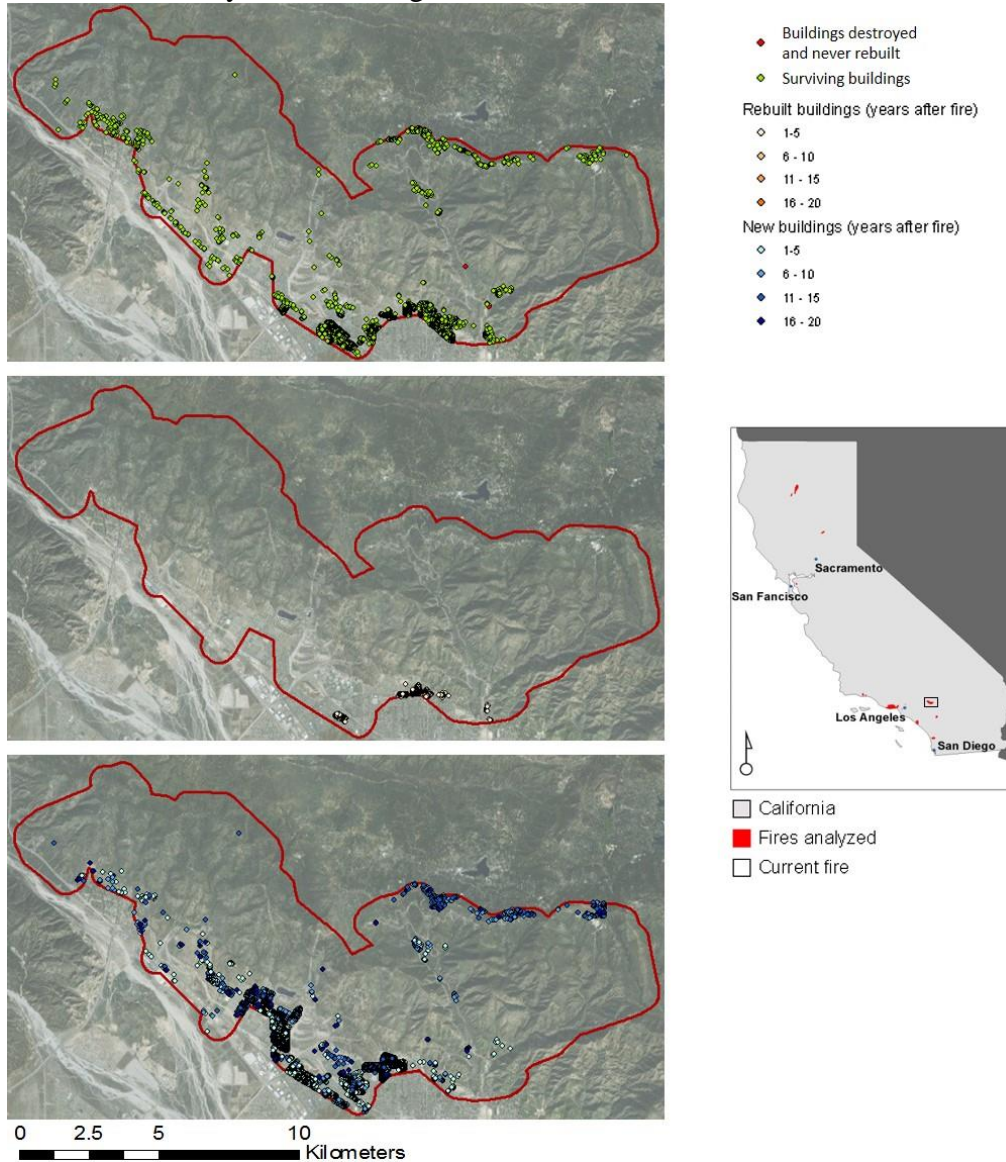 Buildings destroyed
and never rebuilt
Surviving buildings
Rebuilt buildings (years after fire)
1-5
6 - 10
11 - 15
16 - 20
New buildings (years after fire)
1-5
6 - 10
11 - 15
16 - 20
Sacramento
San Fancisco
Los Angeles
San Diego
California
Fires analyzed
Current fire
0 2.5 5 10
Kilometers